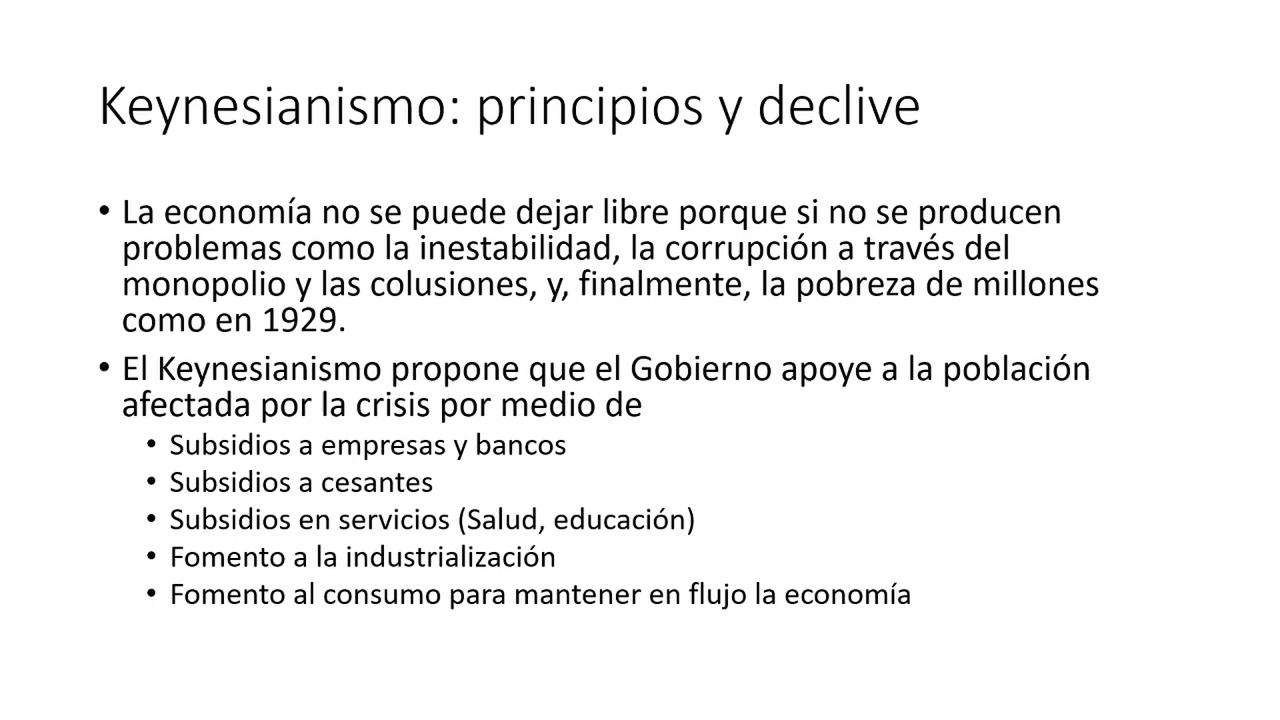 Keynesianismo: principios y declive
• La economía no se puede dejar libre porque si no se producen
problemas como la inestabilidad, la corrupción a través del
monopolio y las colusiones, y, finalmente, la pobreza de millones
como en 1929.
• El Keynesianismo propone que el Gobierno apoye a la población
afectada por la crisis por medio de
• Subsidios a empresas y bancos
• Subsidios a cesantes
• Subsidios en servicios (Salud, educación)
• Fomento a la industrialización
• Fomento al consumo para mantener en flujo la economía